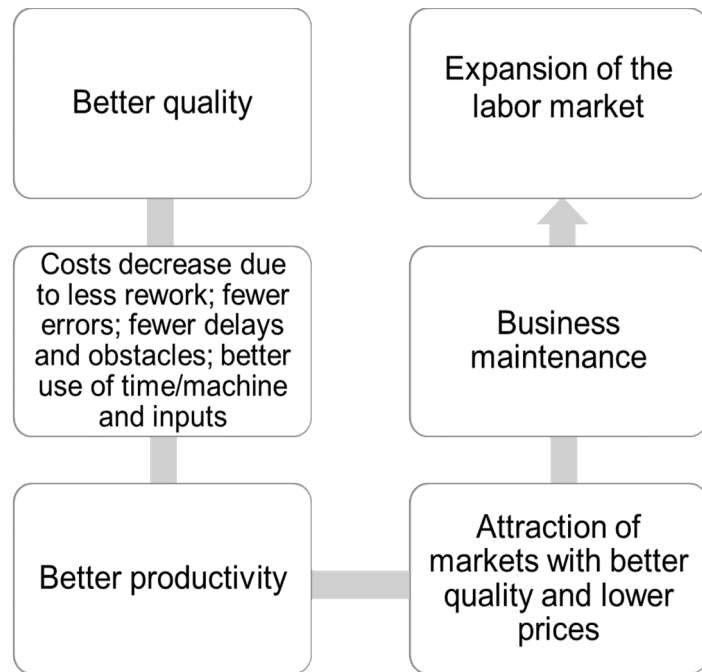 Better quality
Costs decrease due
to less rework; fewer
errors; fewer delays
and obstacles; better
use of time/machine
and inputs
Better productivity
Attraction of
markets with better
quality and lower
prices
Business
maintenance
Expansion of the
labor market